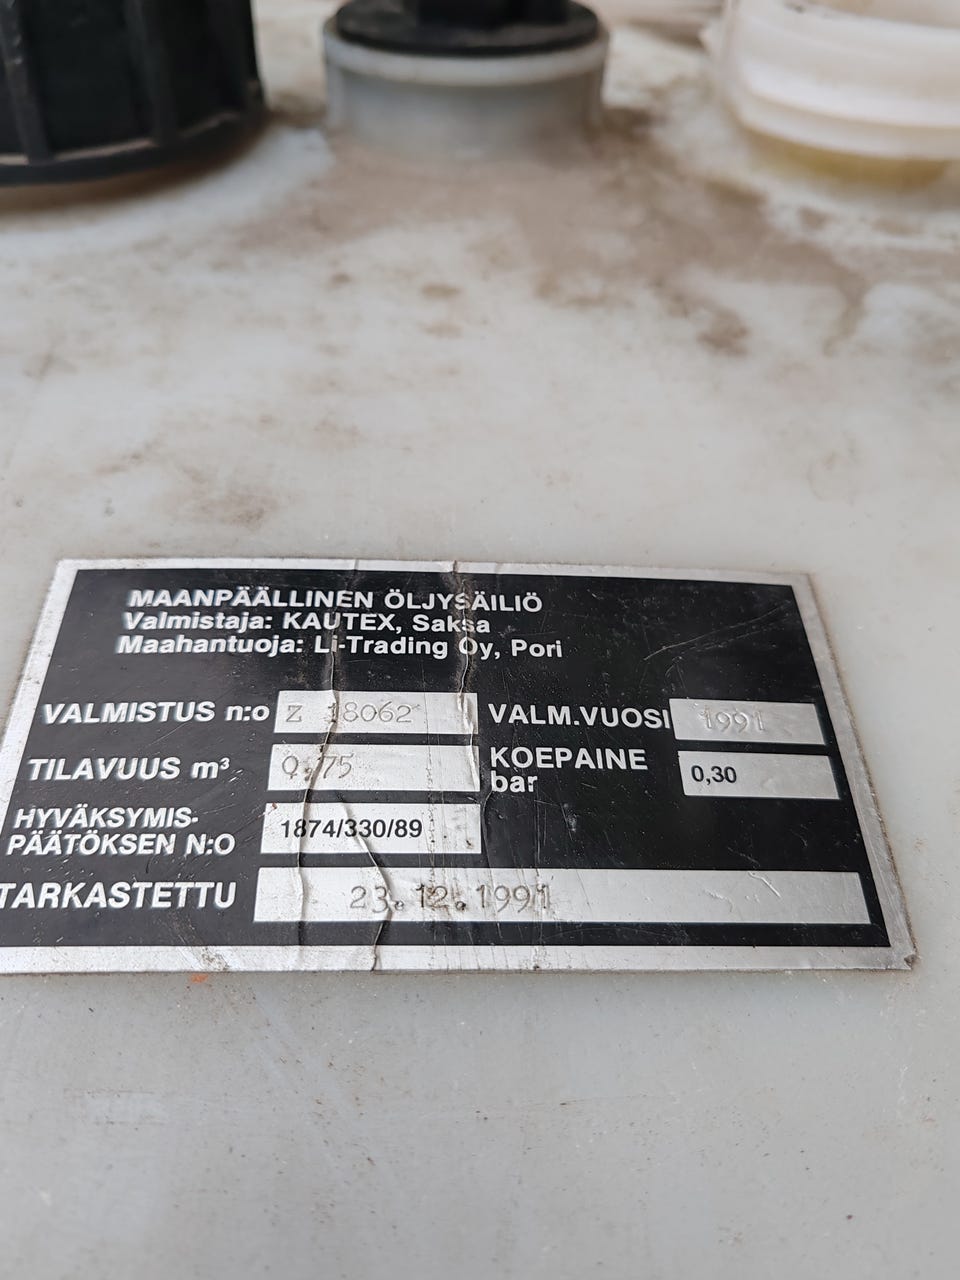 MAANPÄÄLLINEN ÖLJYSÄILIÖ
Valmistaja: KAUTEX, Saksa
Maahantuoja: LI-Trading Oy, Pori
VALMISTUS n:o Z 18062 VALM.VUOSI 1991
TILAVUUS m³ 0,75 KOEPAINE bar 0,30
HYVÄKSYMIS-
PÄÄTÖKSEN N:O 1874/330/89
TARKASTETTU 23.12.1991